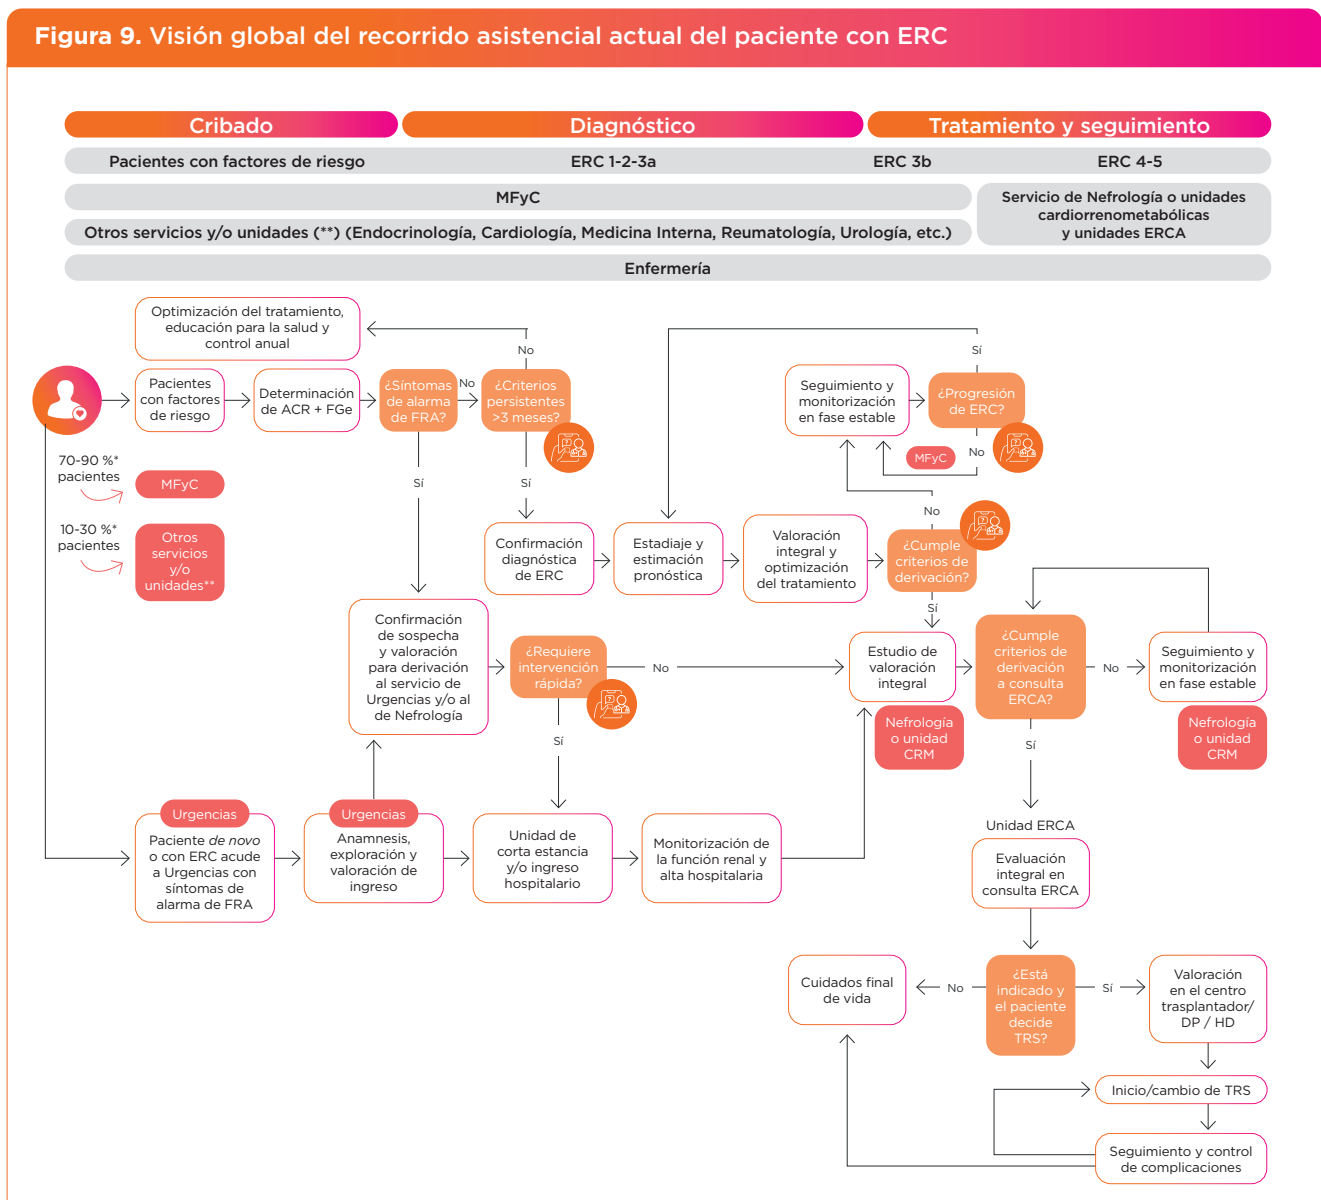 Figura 9. Visión global del recorrido asistencial actual del paciente con ERC
Cribado
Diagnóstico
Tratamiento y seguimiento
Pacientes con factores de riesgo
ERC 1-2-3a
ERC 3b
ERC 4-5
MFyC
Servicio de Nefrología o unidades
cardiorrenometabólicas
y unidades ERCA
Otros servicios y/o unidades (**) (Endocrinología, Cardiología, Medicina Interna, Reumatología, Urología, etc.)
Enfermería
Optimización del tratamiento,
educación para la salud y
control anual
No
Sí
Pacientes
con factores
de riesgo
Determinación
de ACR + FGe
¿Síntomas
de alarma
de FRA?
No
¿Criterios
persistentes
>3 meses?
Seguimiento y
monitorización
en fase estable
¿Progresión
de ERC?
MFyC
No
70-90 %*
pacientes
MFyC
Sí
Sí
No
10-30 %*
pacientes
Otros
servicios
y/o
unidades**
Confirmación
diagnóstica
de ERC
Estadiaje y
estimación
pronóstica
Valoración
integral y
optimización
del tratamiento
¿Cumple
criterios de
derivación?
Sí
Confirmación
de sospecha
y valoración
para derivación
al servicio de
Urgencias y/o al
de Nefrología
¿Requiere
intervención
rápida?
No
Estudio de
valoración
integral
¿Cumple
criterios de
derivación
a consulta
ERCA?
No
Seguimiento y
monitorización
en fase estable
Nefrología
o unidad
CRM
Nefrología
o unidad
CRM
Sí
Sí
Urgencias
Paciente de novo
o con ERC acude
a Urgencias con
síntomas de
alarma de FRA
Urgencias
Anamnesis,
exploración y
valoración de
ingreso
Unidad de
corta estancia
y/o ingreso
hospitalario
Monitorización de
la función renal y
alta hospitalaria
Unidad ERCA
Evaluación
integral en
consulta ERCA
Cuidados final
de vida
No
¿Está
indicado y
el paciente
decide
TRS?
Sí
Valoración
en el centro
trasplantador/
DP / HD
Inicio/cambio de TRS
Seguimiento y control
de complicaciones